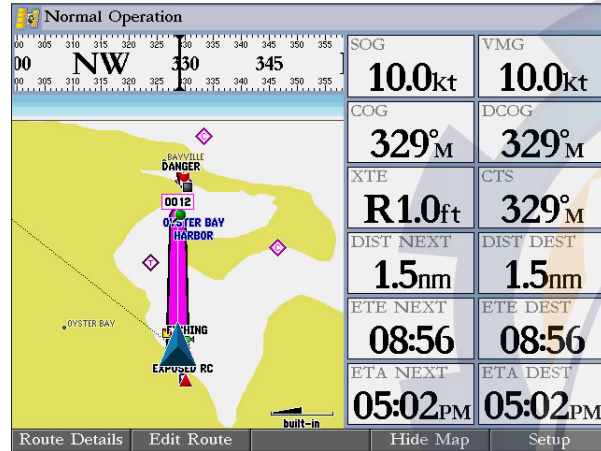 Normal Operation
00 305 310 315 320 325 330 335 340 345 350 355
00 NW 330 345
00 305 310 315 320 325 330 335 340 345 350 355
C
BAYVILLE
DANGER
0012
OYSTER BAY
HARBOR
C
T
OYSTER BAY
EXPOSED RC
built-in
SOG VMG
10.0kt 10.0kt
COG DCOG
329°M 329°M
XTE CTS
R1.0ft 329°M
DIST NEXT DIST DEST
1.5nm 1.5nm
ETE NEXT ETE DEST
08:56 08:56
ETA NEXT ETA DEST
05:02PM 05:02PM
Route Details Edit Route Hide Map Setup